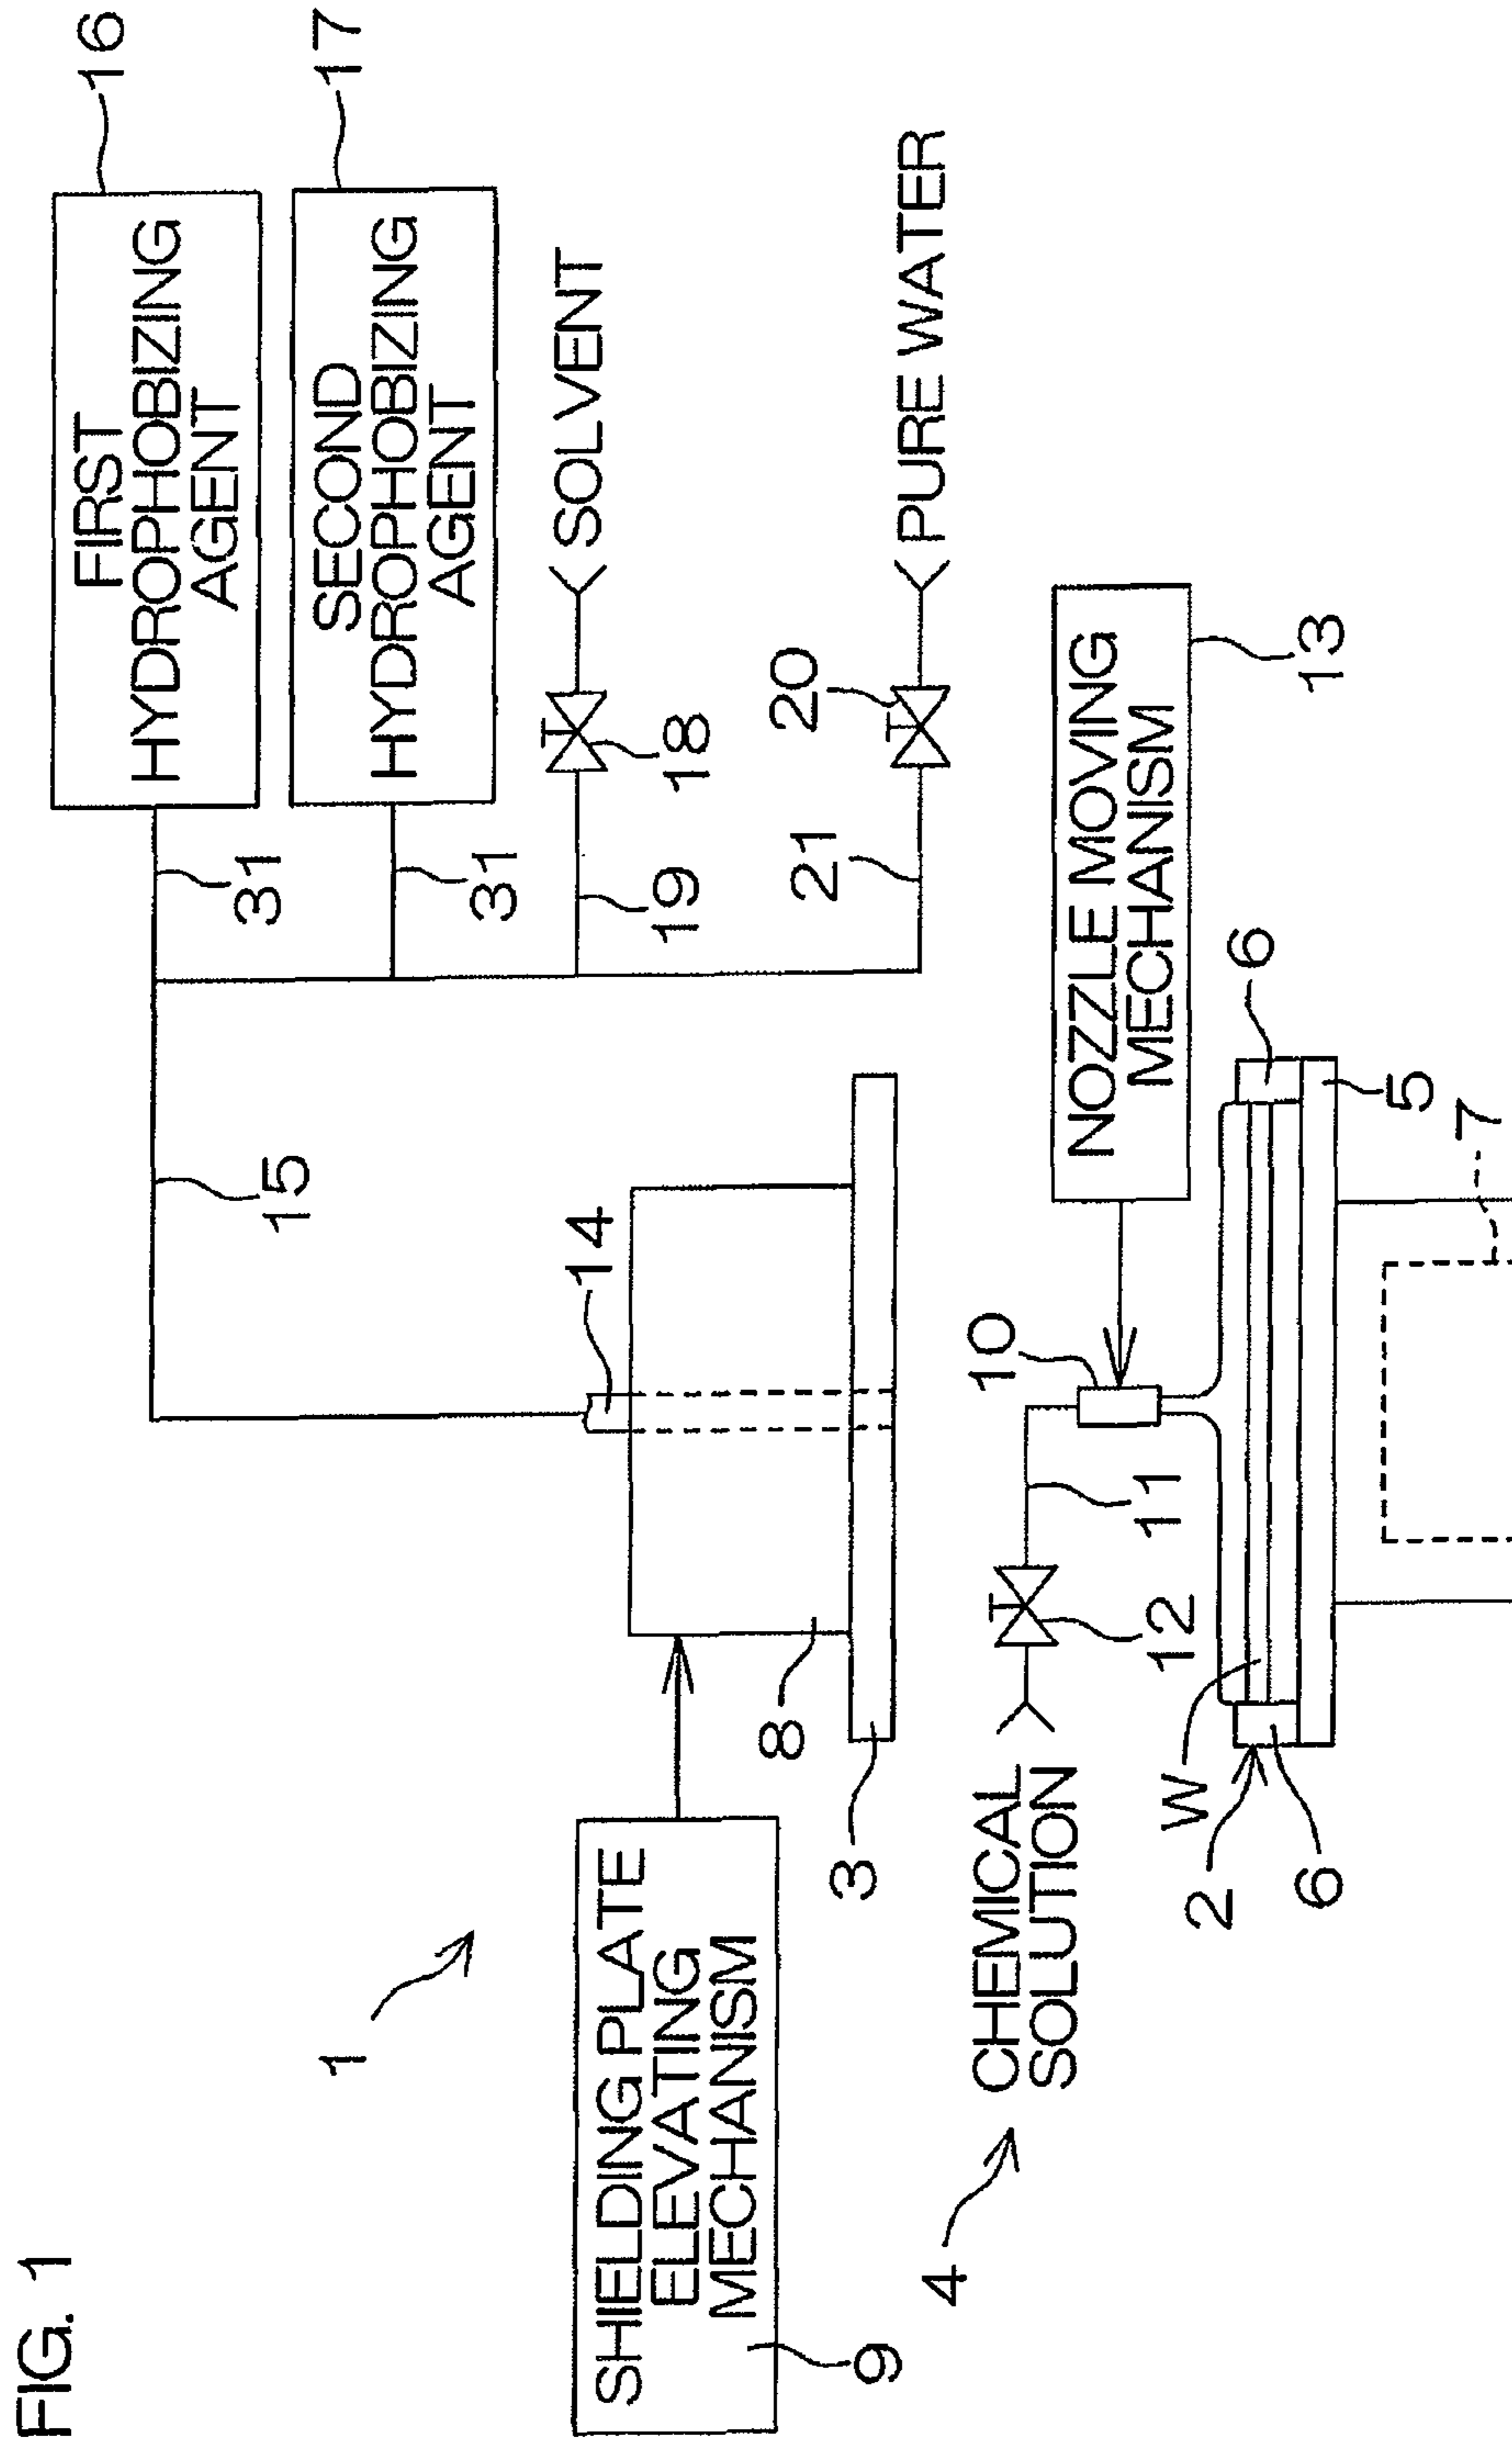 FIG. 1
1
FIRST
HYDROPHOBIZING
AGENT
16
31
SECOND
HYDROPHOBIZING
AGENT
17
31
15
SOLVENT
18
19
SHIELDING PLATE
ELEVATING
MECHANISM
9
14
8
3
PURE WATER
20
21
4
CHEMICAL
SOLUTION
12
11
10
NOZZLE MOVING
MECHANISM
13
W
2
6
6
5
7